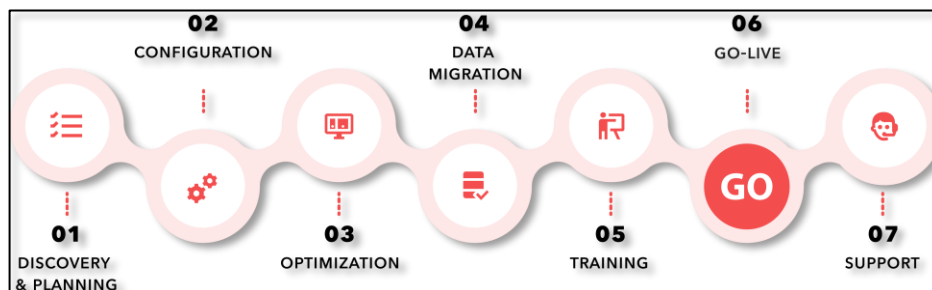 01
DISCOVERY
& PLANNING
02
CONFIGURATION
03
OPTIMIZATION
04
DATA
MIGRATION
05
TRAINING
06
GO-LIVE
GO
07
SUPPORT